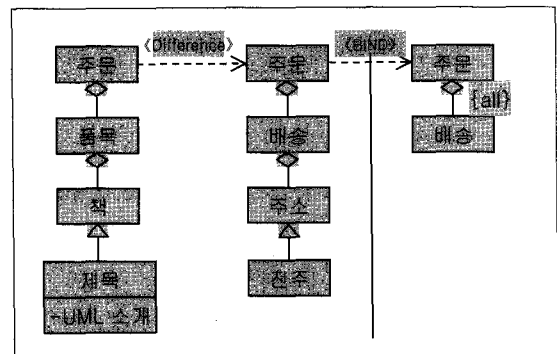 《Difference》
《BIND》
주문
주문
주문
{all}
품목
배송
배송
책
주소
제목
전주
-UML 소개